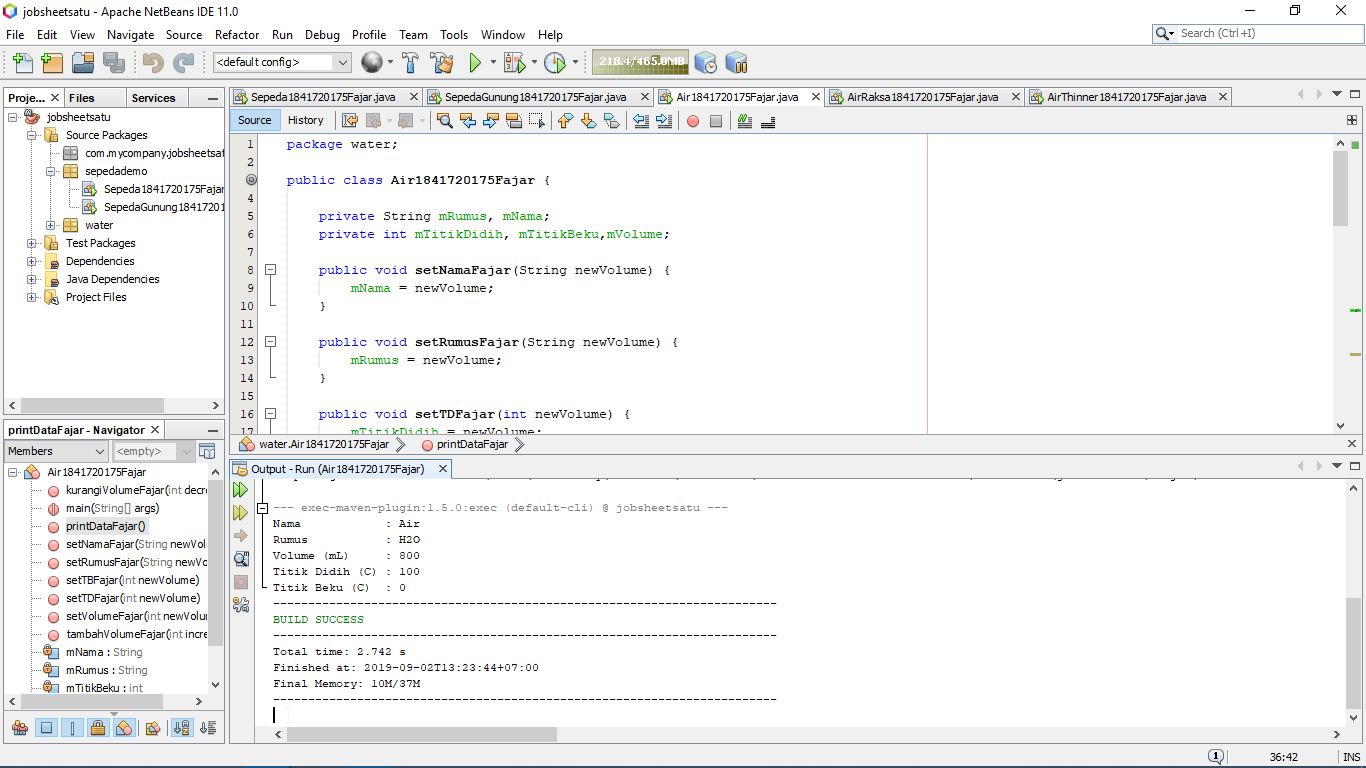 jobsheetsatu - Apache NetBeans IDE 11.0
File Edit View Navigate Source Refactor Run Debug Profile Team Tools Window Help
Search (Ctrl+I)
<default config>
218.4/465.0MB
Proje... Files Services
jobsheetsatu
Source Packages
com.mycompany.jobsheetsat
sepedademo
Sepeda1841720175Fajar
SepedaGunung18417201
water
Test Packages
Dependencies
Java Dependencies
Project Files
Sepeda1841720175Fajar.java SepedaGunung1841720175Fajar.java Air1841720175Fajar.java AirRaksa1841720175Fajar.java AirThinner1841720175Fajar.java
Source History
1 package water;
2
public class Air1841720175Fajar {
4
5 private String mRumus, mNama;
6 private int mTitikDidih, mTitikBeku,mVolume;
7
8 public void setNamaFajar(String newVolume) {
9 mNama = newVolume;
10 }
11
12 public void setRumusFajar(String newVolume) {
13 mRumus = newVolume;
14 }
15
16 public void setTDFajar(int newVolume) {
17 mTitikDidih = newVolume;
water.Air1841720175Fajar printDataFajar
printDataFajar - Navigator
Members <empty>
Air1841720175Fajar
kurangiVolumeFajar(int decre
main(String[] args)
printDataFajar()
setNamaFajar(String newVol
setRumusFajar(String newVo
setTBFajar(int newVolume)
setTDFajar(int newVolume)
setVolumeFajar(int newVolu
tambahVolumeFajar(int incre
mNama : String
mRumus : String
mTitikBeku : int
Output - Run (Air1841720175Fajar)
--- exec-maven-plugin:1.5.0:exec (default-cli) @ jobsheetsatu ---
Nama : Air
Rumus : H2O
Volume (mL) : 800
Titik Didih (C) : 100
Titik Beku (C) : 0
------------------------------------------------------------------------
BUILD SUCCESS
------------------------------------------------------------------------
Total time: 2.742 s
Finished at: 2019-09-02T13:23:44+07:00
Final Memory: 10M/37M
------------------------------------------------------------------------
1
36:42 INS